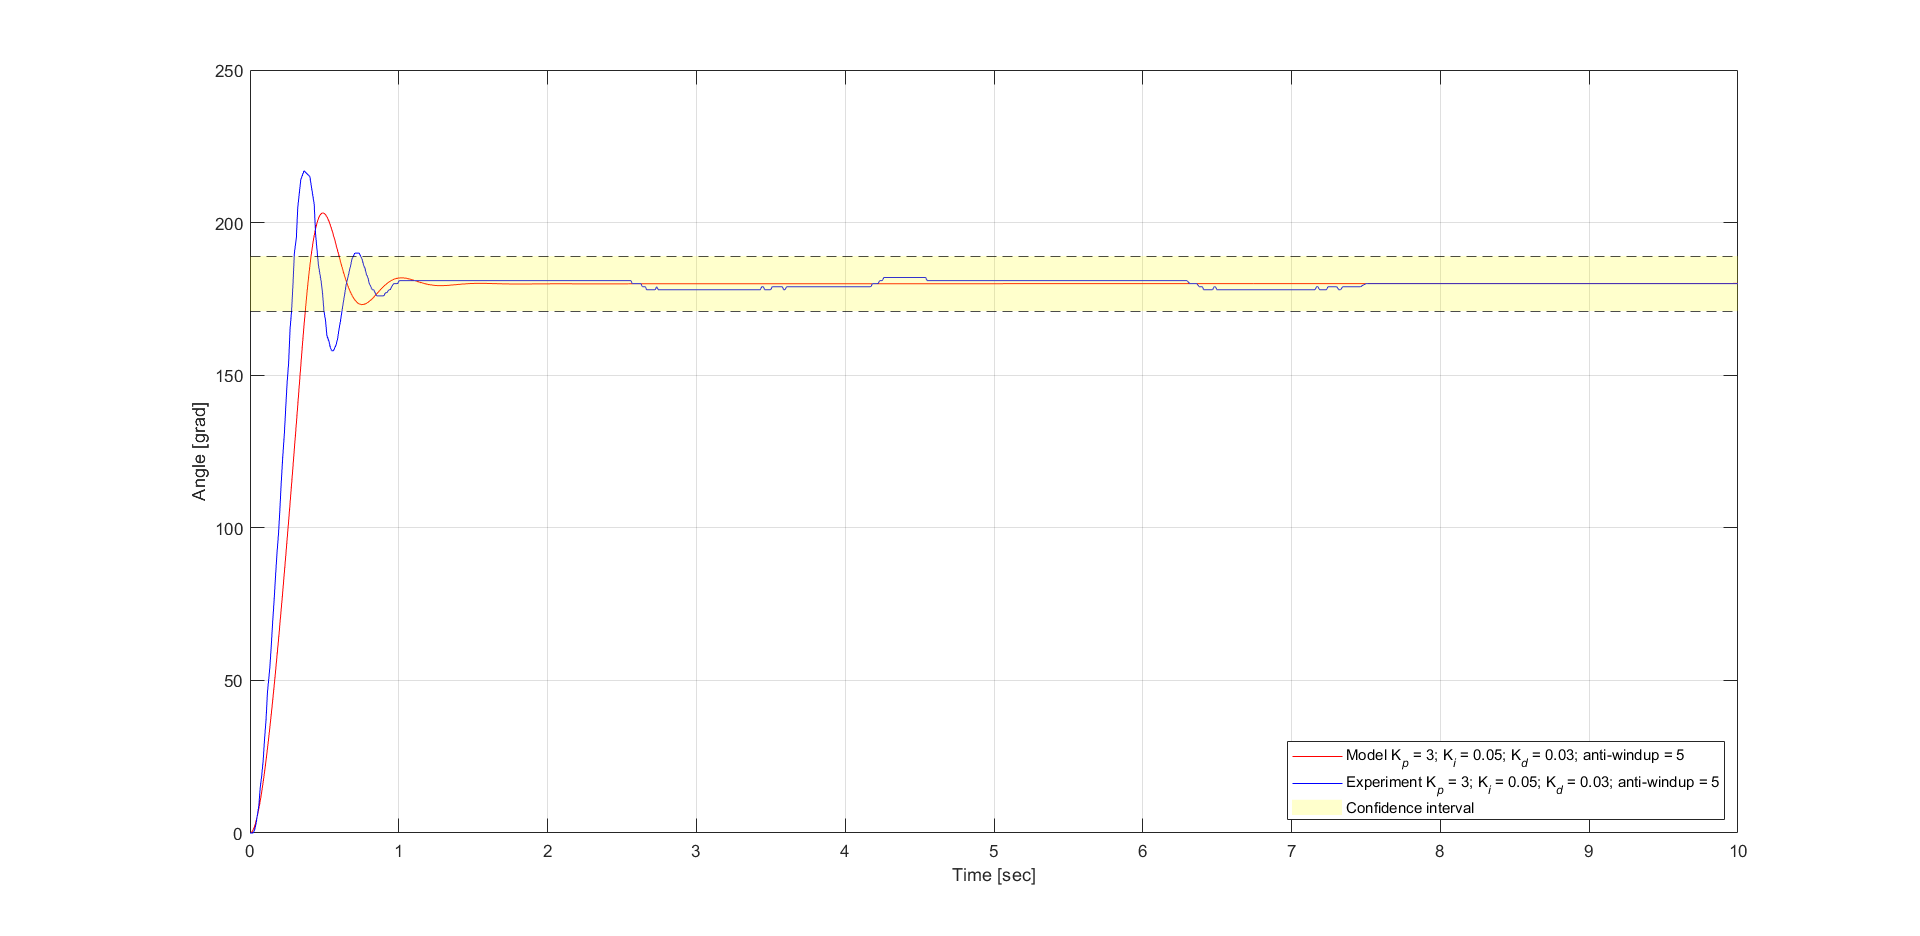 250
200
150
100
50
0
Angle [grad]
0 1 2 3 4 5 6 7 8 9 10
Time [sec]
Model Kp = 3; Ki = 0.05; Kd = 0.03; anti-windup = 5
Experiment Kp = 3; Ki = 0.05; Kd = 0.03; anti-windup = 5
Confidence interval